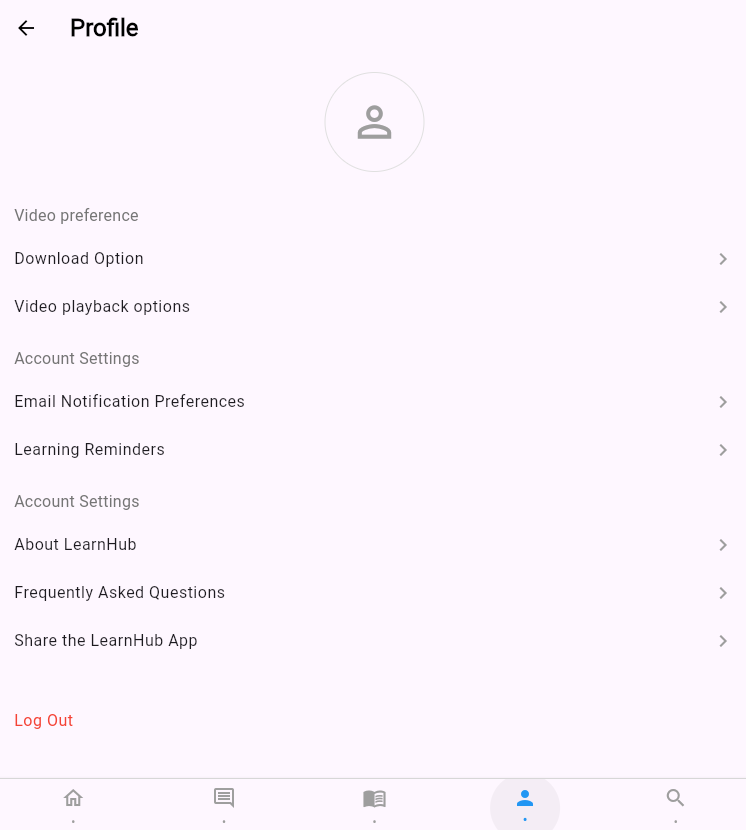 Profile
Video preference
Download Option
Video playback options
Account Settings
Email Notification Preferences
Learning Reminders
Account Settings
About LearnHub
Frequently Asked Questions
Share the LearnHub App
Log Out